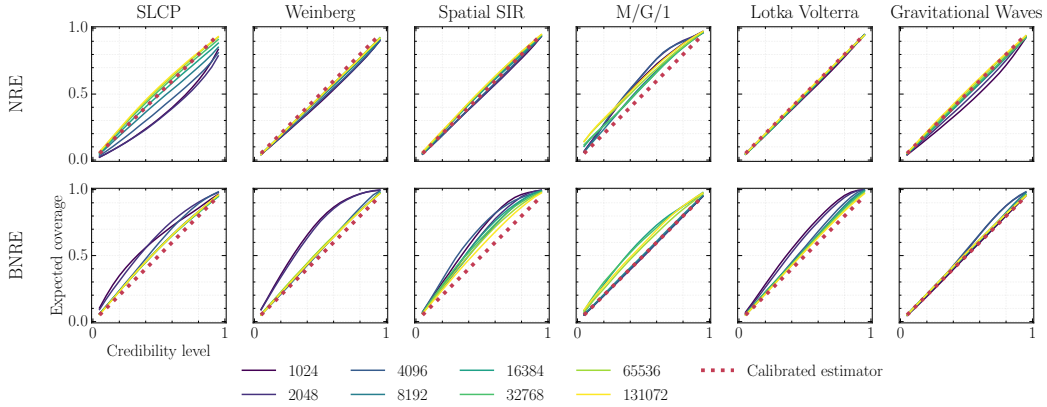 SLCP Weinberg Spatial SIR M/G/1 Lotka Volterra Gravitational Waves
NRE
1.0
0.5
0.0
BNRE
Expected coverage
1.0
0.5
0.0
0 1 0 1 0 1 0 1 0 1 0 1
Credibility level
1024 4096 16384 65536 Calibrated estimator
2048 8192 32768 131072